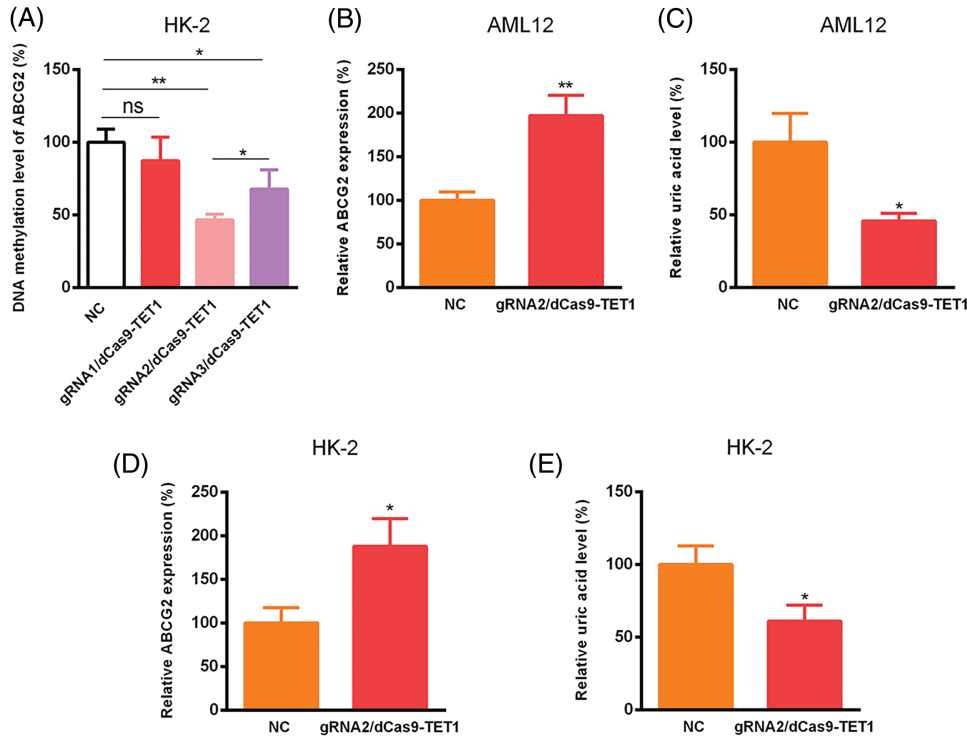 (A)
HK-2
DNA methylation level of ABCG2 (%)
150
100
50
0
*
**
ns
*
NC
gRNA1/dCas9-TET1
gRNA2/dCas9-TET1
gRNA3/dCas9-TET1
(B)
AML12
Relative ABCG2 expression (%)
250
200
150
100
50
0
**
NC
gRNA2/dCas9-TET1
(C)
AML12
Relative uric acid level (%)
150
100
50
0
*
NC
gRNA2/dCas9-TET1
(D)
HK-2
Relative ABCG2 expression (%)
250
200
150
100
50
0
*
NC
gRNA2/dCas9-TET1
(E)
HK-2
Relative uric acid level (%)
150
100
50
0
*
NC
gRNA2/dCas9-TET1